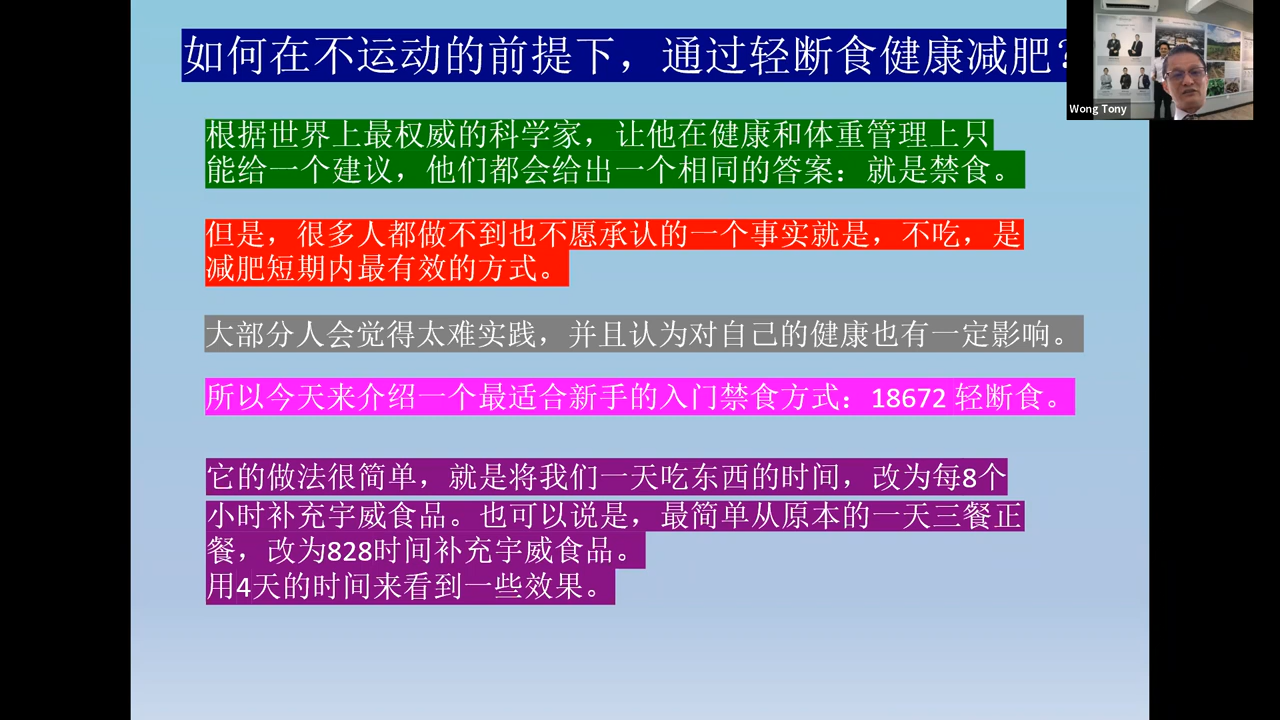 如何在不运动的前提下，通过轻断食健康减肥？
Wong Tony
根据世界上最权威的科学家，让他在健康和体重管理上只
能给一个建议，他们都会给出一个相同的答案：就是禁食。
但是，很多人都做不到也不愿承认的一个事实就是，不吃，是
减肥短期内最有效的方式。
大部分人会觉得太难实践，并且认为对自己的健康也有一定影响。
所以今天来介绍一个最适合新手的入门禁食方式：18672 轻断食。
它的做法很简单，就是将我们一天吃东西的时间，改为每8个
小时补充宇威食品。也可以说是，最简单从原本的一天三餐正
餐，改为828时间补充宇威食品。
用4天的时间来看到一些效果。